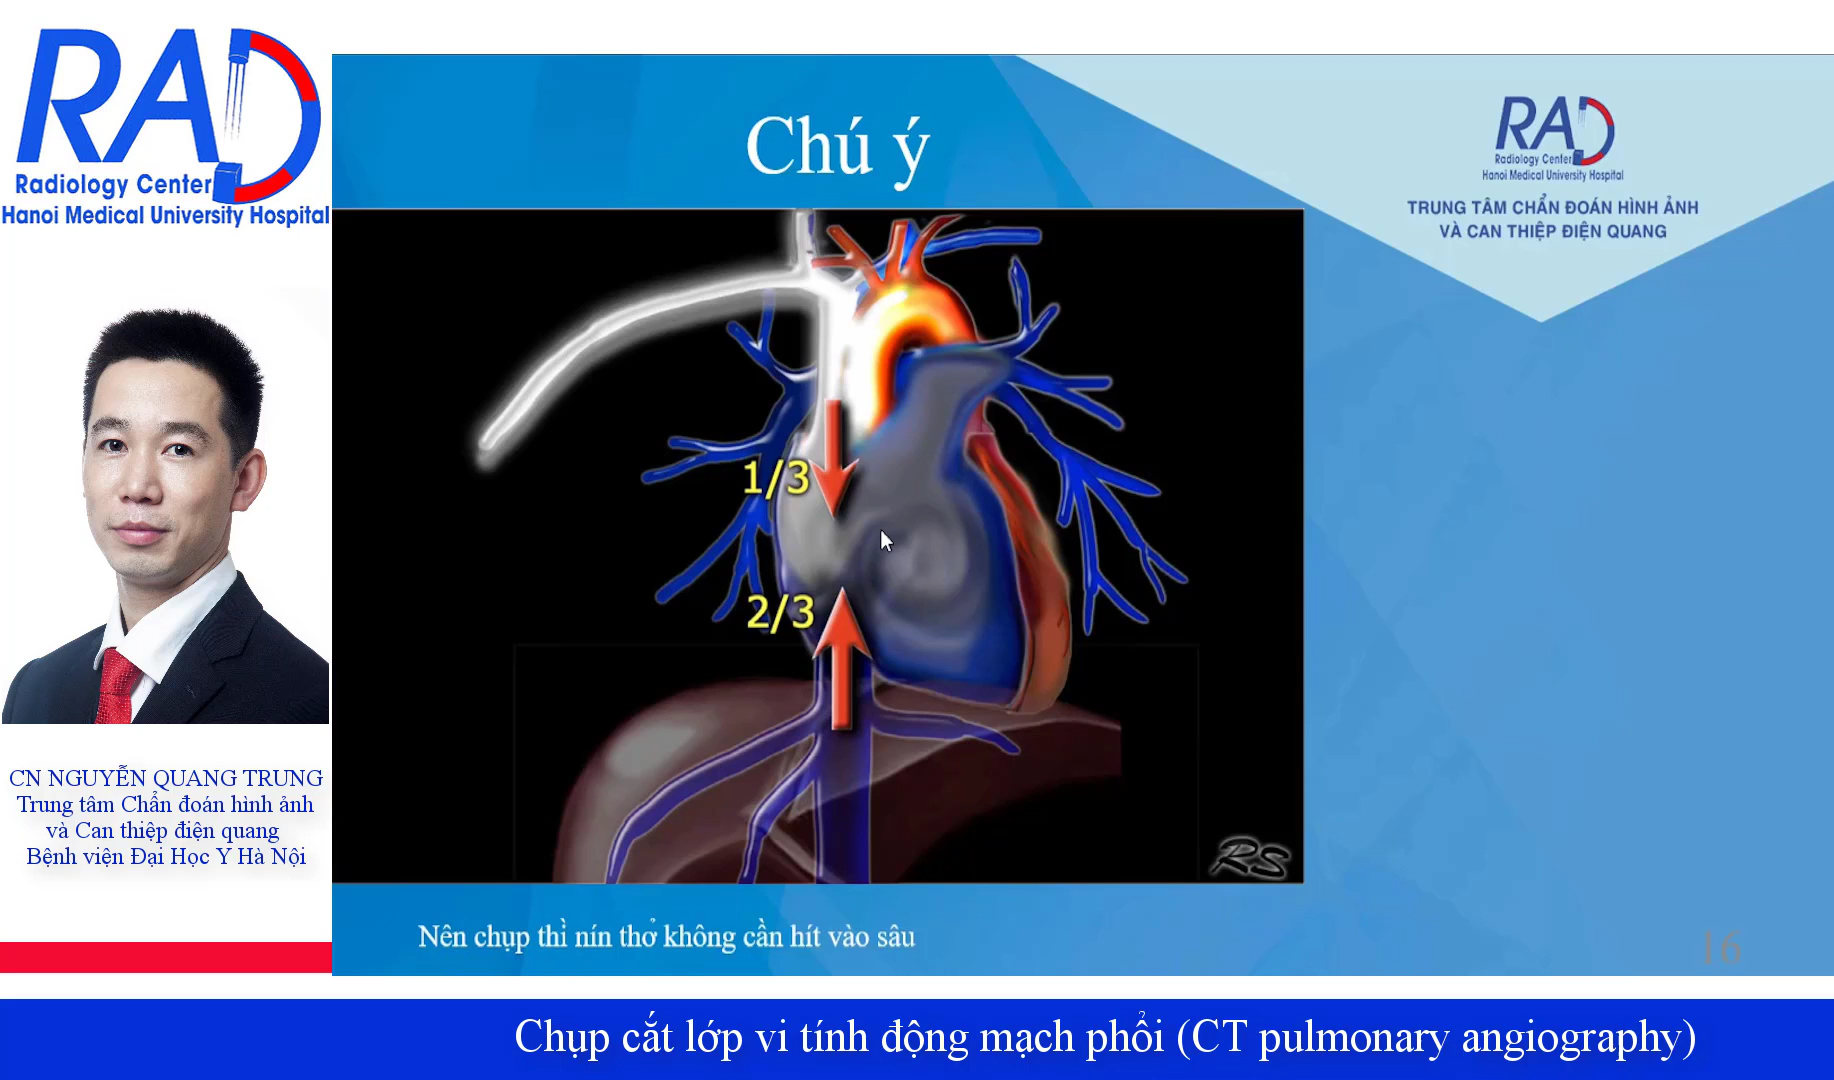 RAD
Radiology Center
Hanoi Medical University Hospital
CN NGUYỄN QUANG TRUNG
Trung tâm Chẩn đoán hình ảnh
và Can thiệp điện quang
Bệnh viện Đại Học Y Hà Nội
Chú ý
RAD
Radiology Center
Hanoi Medical University Hospital
TRUNG TÂM CHẨN ĐOÁN HÌNH ẢNH
VÀ CAN THIỆP ĐIỆN QUANG
1/3
2/3
RS
Nên chụp thì nín thở không cần hít vào sâu
16
Chụp cắt lớp vi tính động mạch phổi (CT pulmonary angiography)